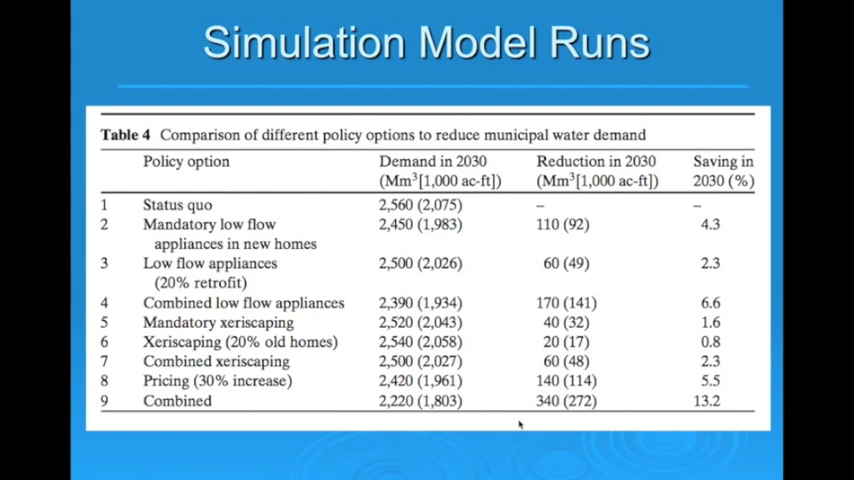 Simulation Model Runs
Table 4 Comparison of different policy options to reduce municipal water demand
Policy option Demand in 2030 Reduction in 2030 Saving in
(Mm³[1,000 ac-ft]) (Mm³[1,000 ac-ft]) 2030 (%)
1 Status quo 2,560 (2,075) – –
2 Mandatory low flow 2,450 (1,983) 110 (92) 4.3
appliances in new homes
3 Low flow appliances 2,500 (2,026) 60 (49) 2.3
(20% retrofit)
4 Combined low flow appliances 2,390 (1,934) 170 (141) 6.6
5 Mandatory xeriscaping 2,520 (2,043) 40 (32) 1.6
6 Xeriscaping (20% old homes) 2,540 (2,058) 20 (17) 0.8
7 Combined xeriscaping 2,500 (2,027) 60 (48) 2.3
8 Pricing (30% increase) 2,420 (1,961) 140 (114) 5.5
9 Combined 2,220 (1,803) 340 (272) 13.2